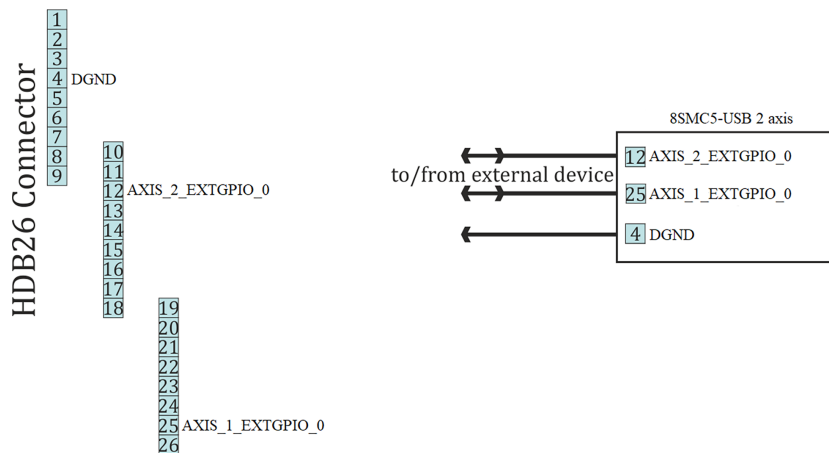 HDB26 Connector
1
2
3
4 DGND
5
6
7
8
9
10
11
12 AXIS_2_EXTGPIO_0
13
14
15
16
17
18
19
20
21
22
23
24
25 AXIS_1_EXTGPIO_0
26
8SMC5-USB 2 axis
12 AXIS_2_EXTGPIO_0
to/from external device
25 AXIS_1_EXTGPIO_0
4 DGND